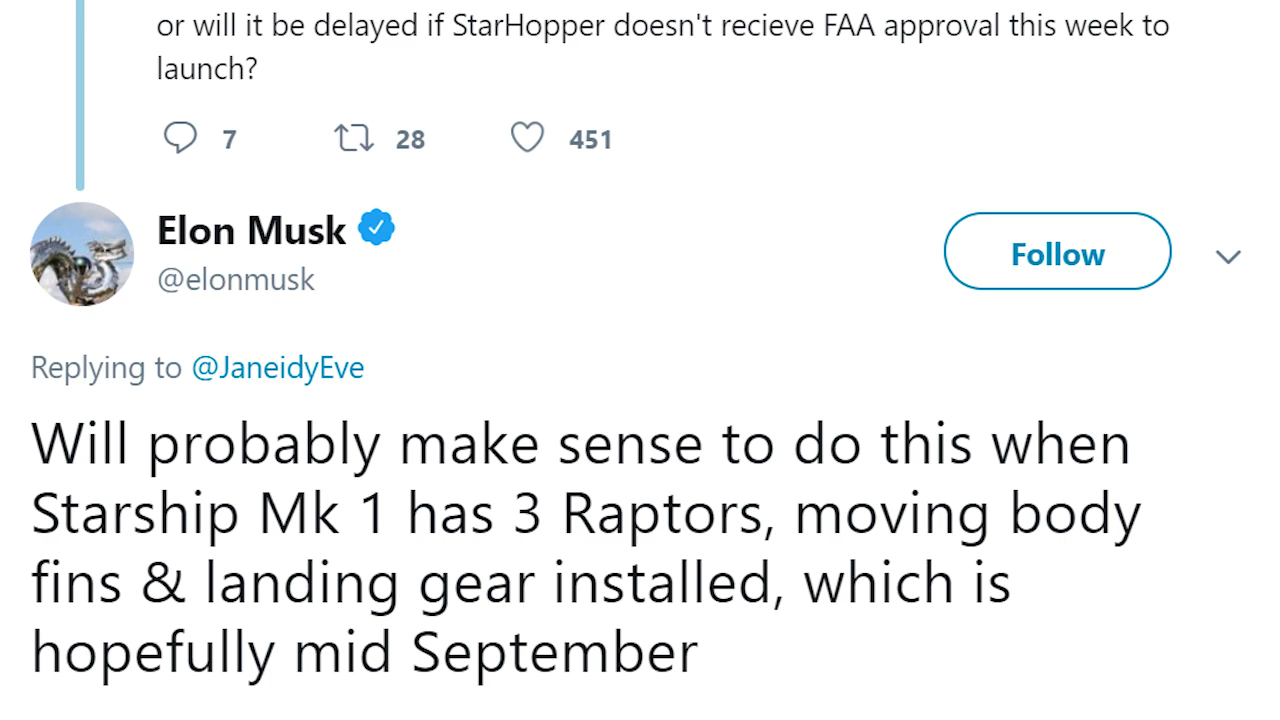 or will it be delayed if StarHopper doesn't recieve FAA approval this week to
launch?
7 28 451
Elon Musk
@elonmusk
Follow
Replying to @JaneidyEve
Will probably make sense to do this when
Starship Mk 1 has 3 Raptors, moving body
fins & landing gear installed, which is
hopefully mid September